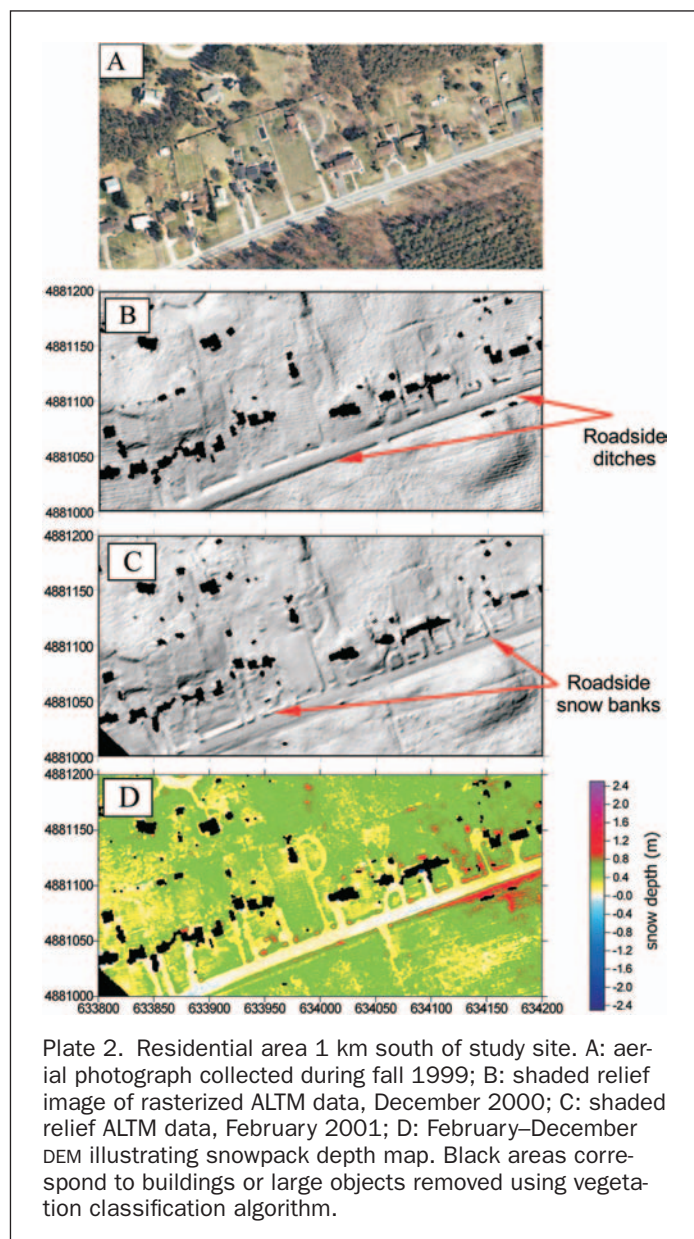 A
4881200
B
4881150
4881100
4881050
4881000
Roadside
ditches
4881200
C
4881150
4881100
4881050
4881000
Roadside
snow banks
4881200
D
4881150
4881100
4881050
4881000
633800 633850 633900 633950 634000 634050 634100 634150 634200
2.4
2.0
1.6
1.2
0.8
0.4
-0.0
-0.4
-0.8
-1.2
-1.6
-2.0
-2.4
snow depth (m)
Plate 2. Residential area 1 km south of study site. A: aer-
ial photograph collected during fall 1999; B: shaded relief
image of rasterized ALTM data, December 2000; C: shaded
relief ALTM data, February 2001; D: February–December
DEM illustrating snowpack depth map. Black areas corre-
spond to buildings or large objects removed using vegeta-
tion classification algorithm.